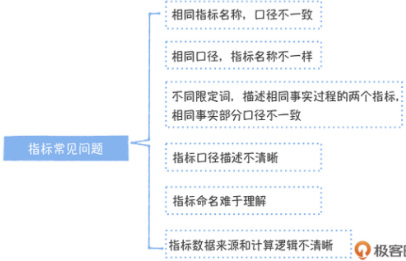 相同指标名称，口径不一致
相同口径，指标名称不一样
不同限定词，描述相同事实过程的两个指标，
相同事实部分口径不一致
指标常见问题
指标口径描述不清晰
指标命名难于理解
指标数据来源和计算逻辑不清晰
极客